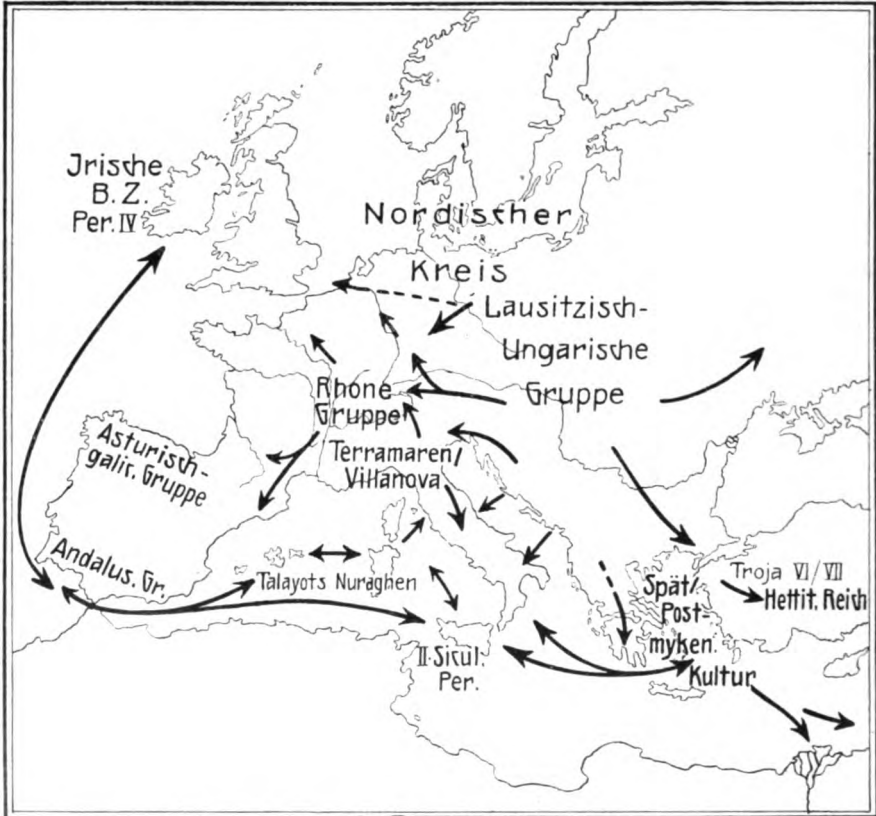 Jrische
B. Z.
Per. IV
Nordischer
Kreis
Lausitzisch-
Ungarische
Gruppe
Rhone
Gruppe
Asturisch-
galic. Gruppe
Terramaren/
Villanova
Andalus. Gr.
Talayots Nuraghen
Troja VI/VII
Hettit. Reich
Spät/
Post-
myken.
Kultur
II. Sicul.
Per.